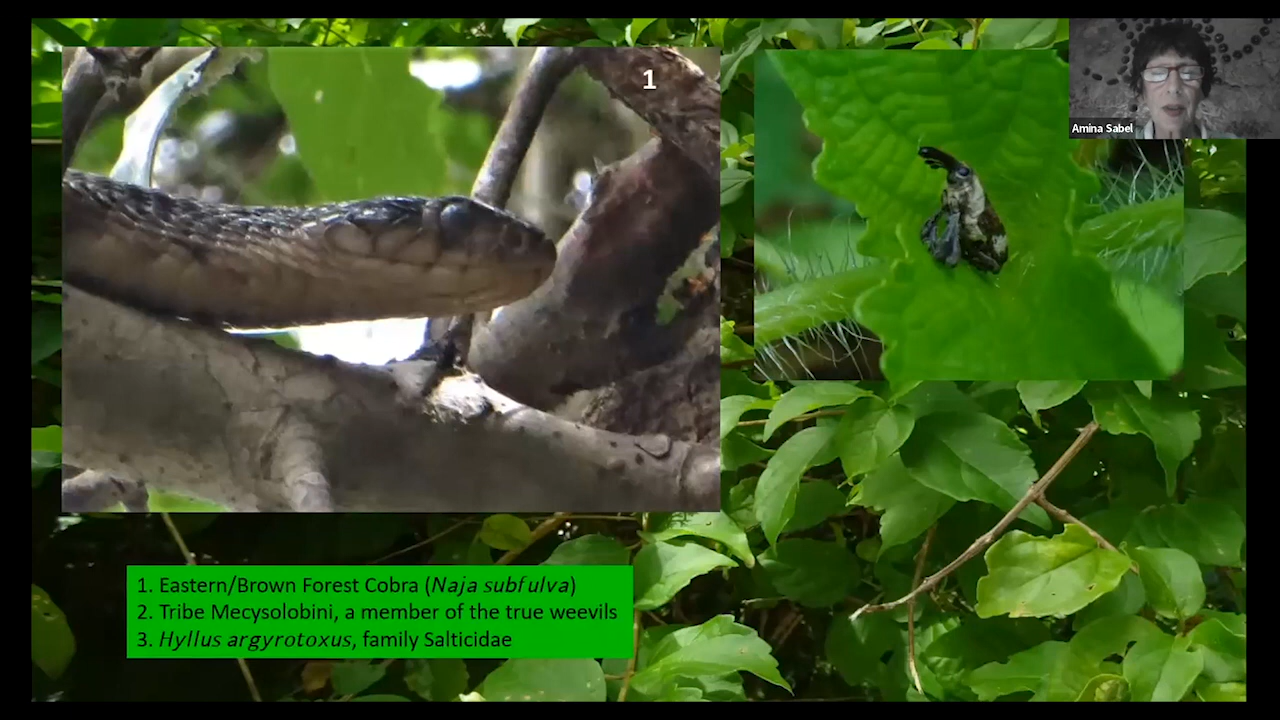 1
Amina Sabel
1. Eastern/Brown Forest Cobra (Naja subfulva)
2. Tribe Mecysolobini, a member of the true weevils
3. Hyllus argyrotoxus, family Salticidae